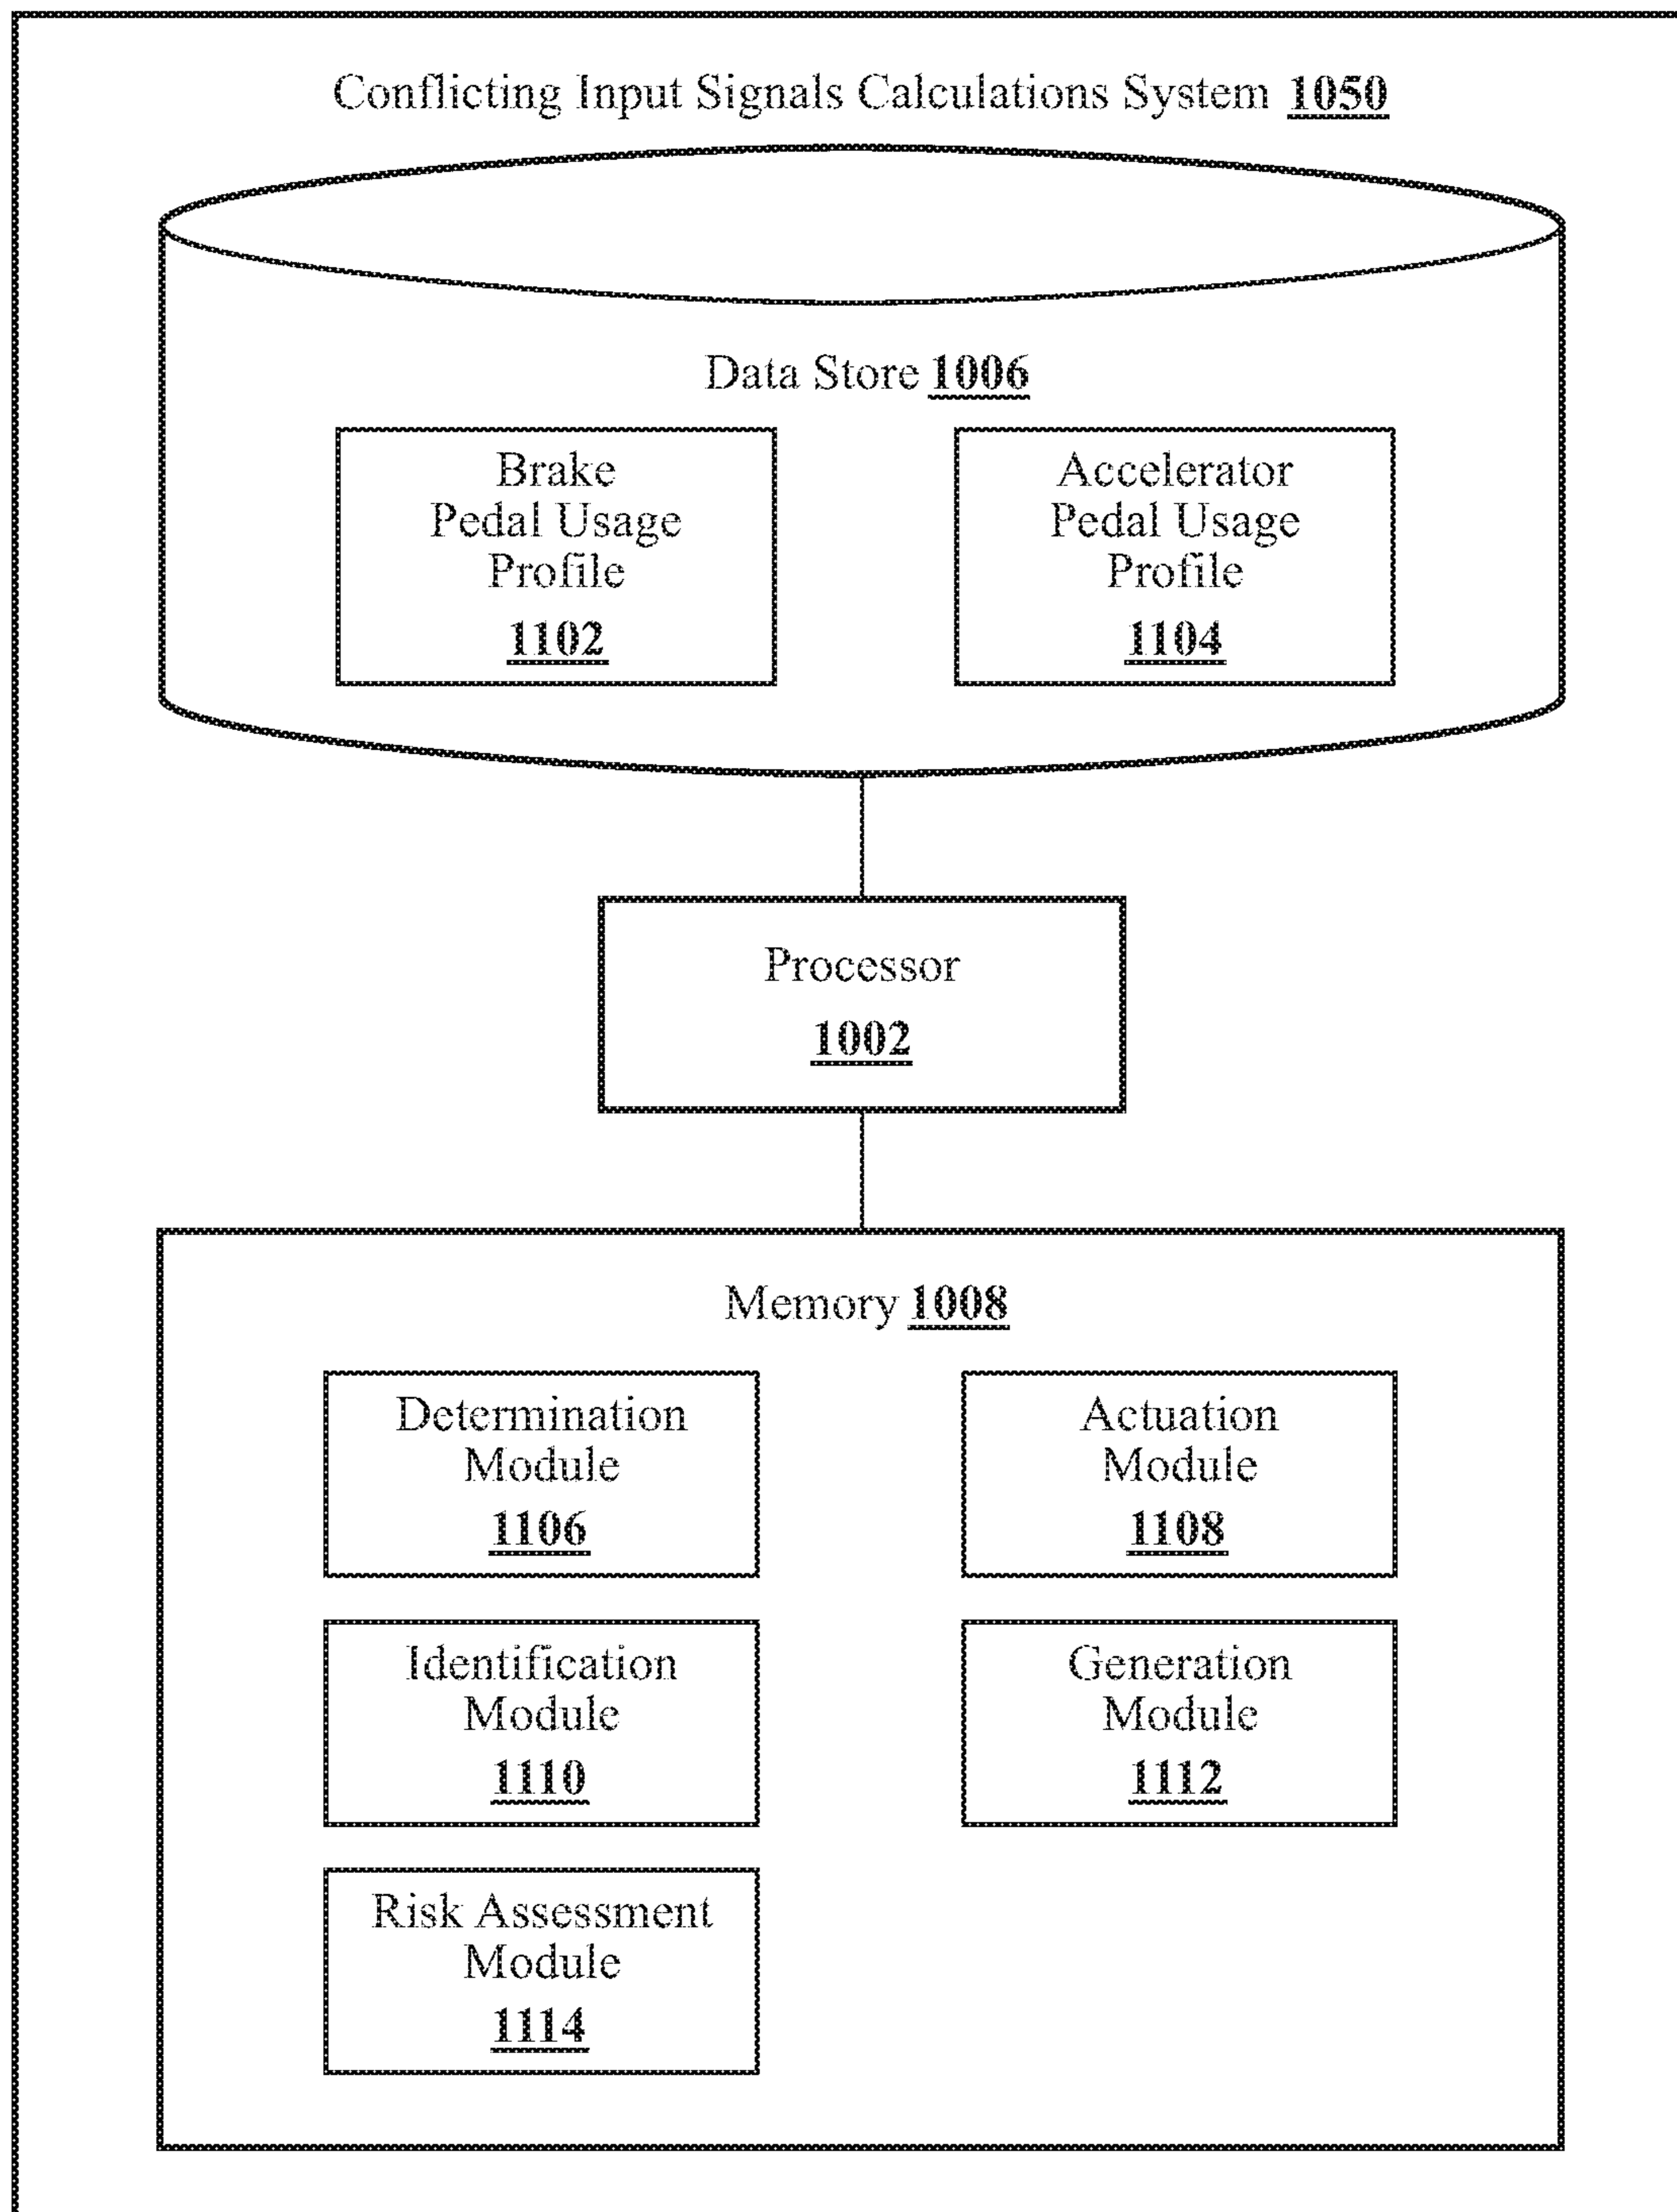 Conflicting Input Signals Calculations System 1050
Data Store 1006
Brake
Pedal Usage
Profile
1102
Accelerator
Pedal Usage
Profile
1104
Processor
1002
Memory 1008
Determination
Module
1106
Actuation
Module
1108
Identification
Module
1110
Generation
Module
1112
Risk Assessment
Module
1114